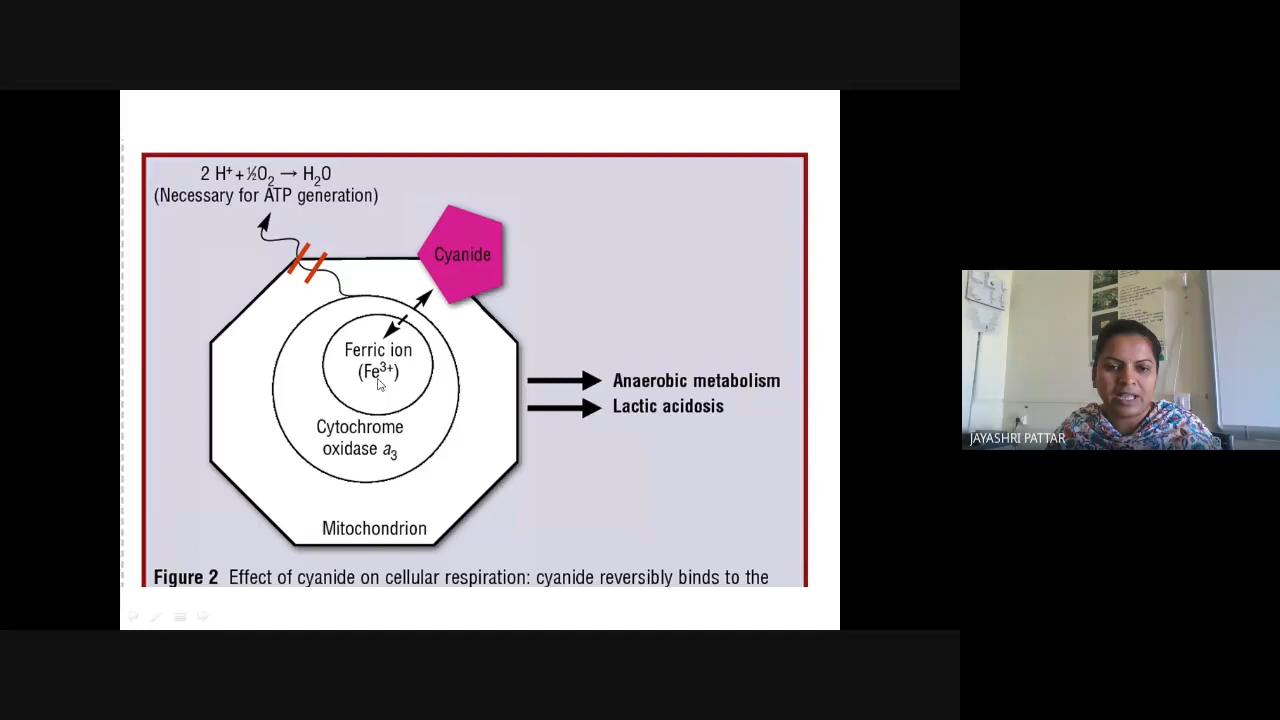 2 H⁺ + ½O₂ → H₂O
(Necessary for ATP generation)
Cyanide
Ferric ion
(Fe³⁺)
Cytochrome
oxidase a₃
Mitochondrion
Anaerobic metabolism
Lactic acidosis
Figure 2 Effect of cyanide on cellular respiration: cyanide reversibly binds to the
JAYASHRI PATTAR